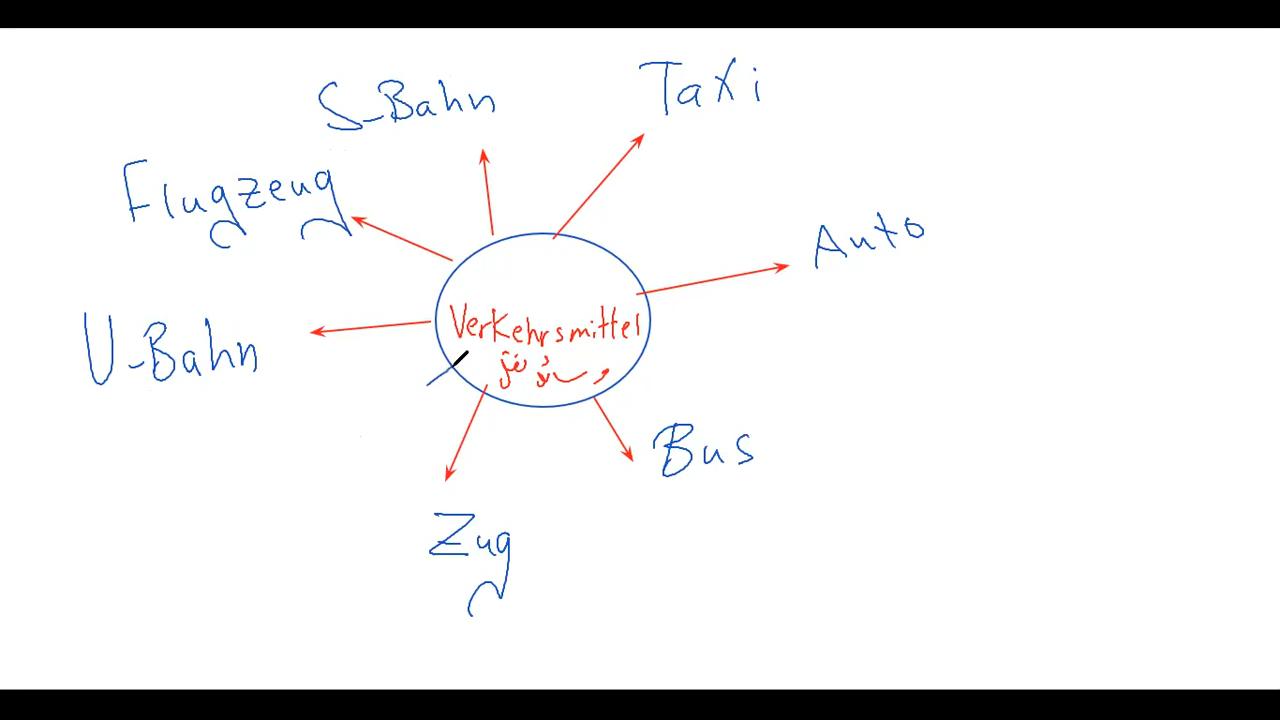 S-Bahn
Taxi
Flugzeug
Auto
Verkehrsmittel
U-Bahn
Bus
Zug